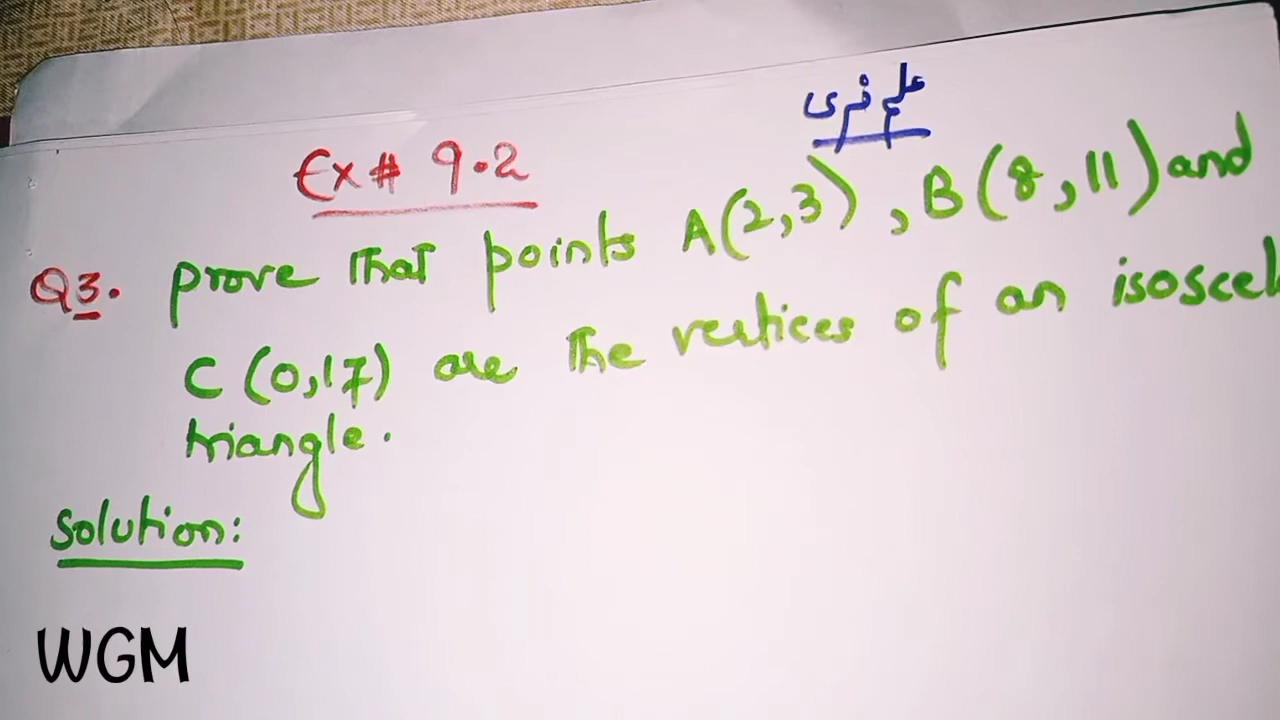 علم فری
Ex# 9.2
Q3. prove that points A(2,3), B(8,11) and
C(0,17) are the vertices of an isoscel
triangle.
Solution:
WGM